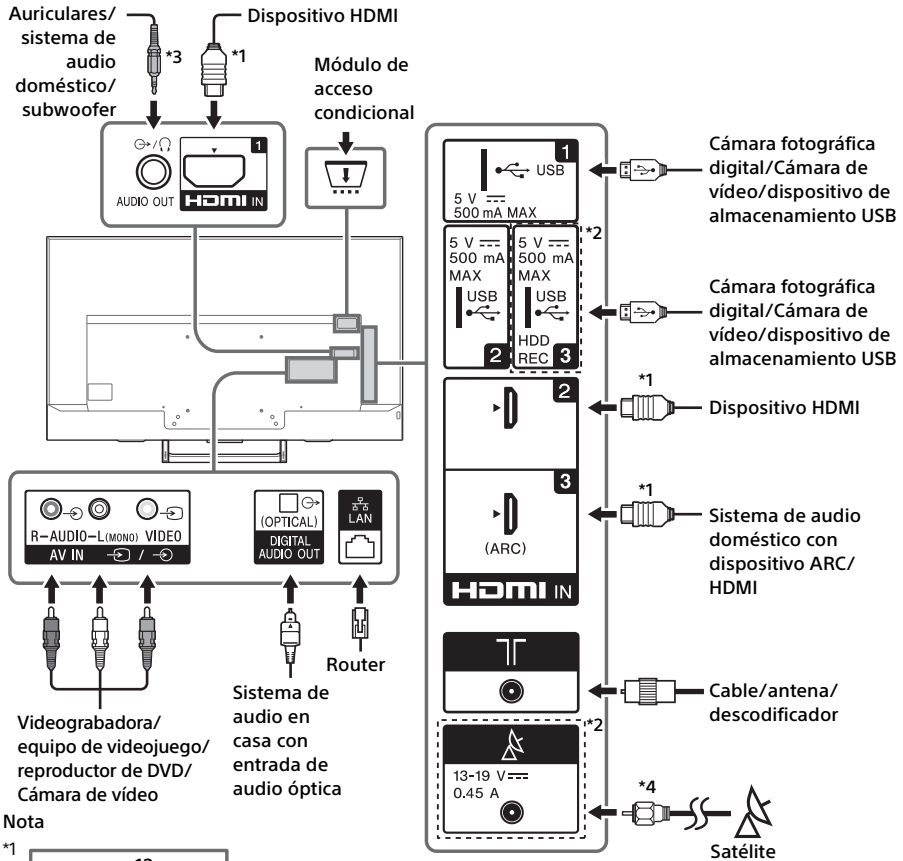 Auriculares/
sistema de
audio
doméstico/
subwoofer
*3
*1
Dispositivo HDMI
Módulo de
acceso
condicional
AUDIO OUT
1
HDMI IN
1
USB
5 V
500 mA MAX
Cámara fotográfica
digital/Cámara de
vídeo/dispositivo de
almacenamiento USB
*2
5 V
500 mA
MAX
USB
2
5 V
500 mA
MAX
USB
HDD
REC 3
Cámara fotográfica
digital/Cámara de
vídeo/dispositivo de
almacenamiento USB
2
*1
Dispositivo HDMI
3
(ARC)
HDMI IN
*1
Sistema de audio
doméstico con
dispositivo ARC/
HDMI
R-AUDIO-L(MONO) VIDEO
AV IN /
(OPTICAL)
DIGITAL
AUDIO OUT
LAN
Router
Videograbadora/
equipo de videojuego/
reproductor de DVD/
Cámara de vídeo
Sistema de
audio en
casa con
entrada de
audio óptica
Cable/antena/
descodificador
*2
13-19 V
0.45 A
*4
Satélite
Nota
*1